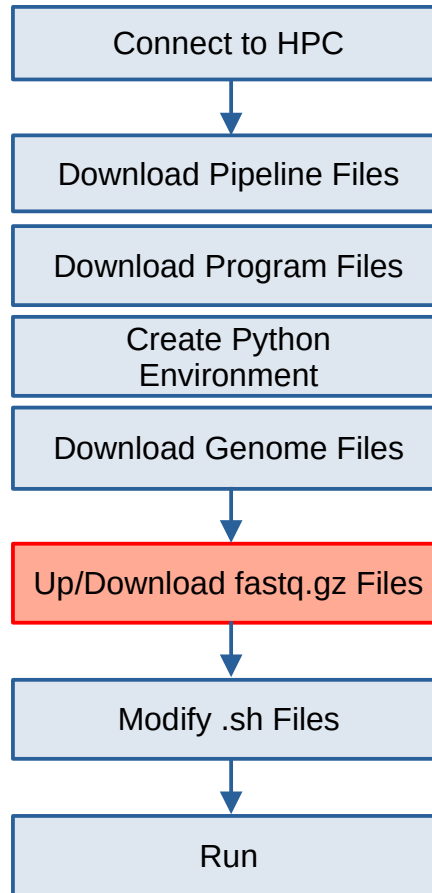 Connect to HPC
Download Pipeline Files
Download Program Files
Create Python
Environment
Download Genome Files
Up/Download fastq.gz Files
Modify .sh Files
Run